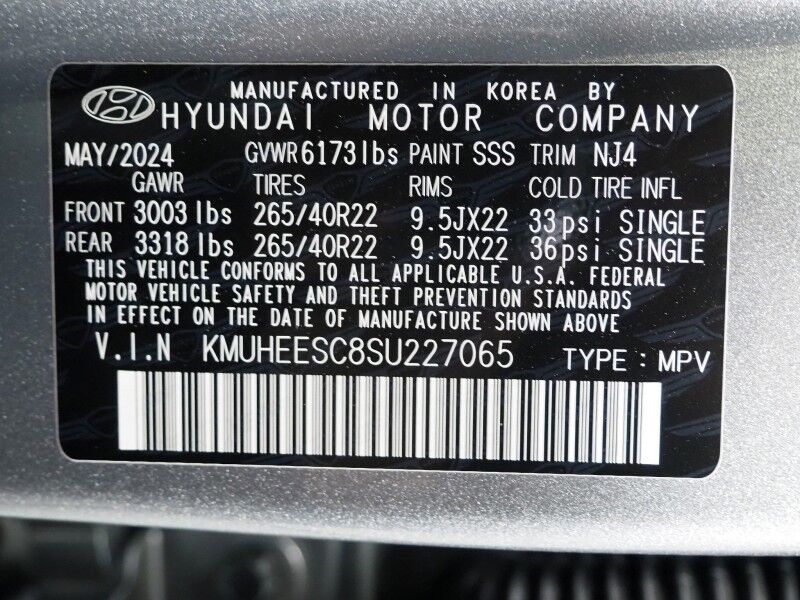 MANUFACTURED IN KOREA BY
HYUNDAI MOTOR COMPANY
MAY/2024 GVWR 6173lbs PAINT SSS TRIM NJ4
GAWR TIRES RIMS COLD TIRE INFL
FRONT 3003 lbs 265/40R22 9.5JX22 33psi SINGLE
REAR 3318 lbs 265/40R22 9.5JX22 36psi SINGLE
THIS VEHICLE CONFORMS TO ALL APPLICABLE U.S.A. FEDERAL
MOTOR VEHICLE SAFETY AND THEFT PREVENTION STANDARDS
IN EFFECT ON THE DATE OF MANUFACTURE SHOWN ABOVE
V.I.N KMUHEESC8SU227065 TYPE : MPV